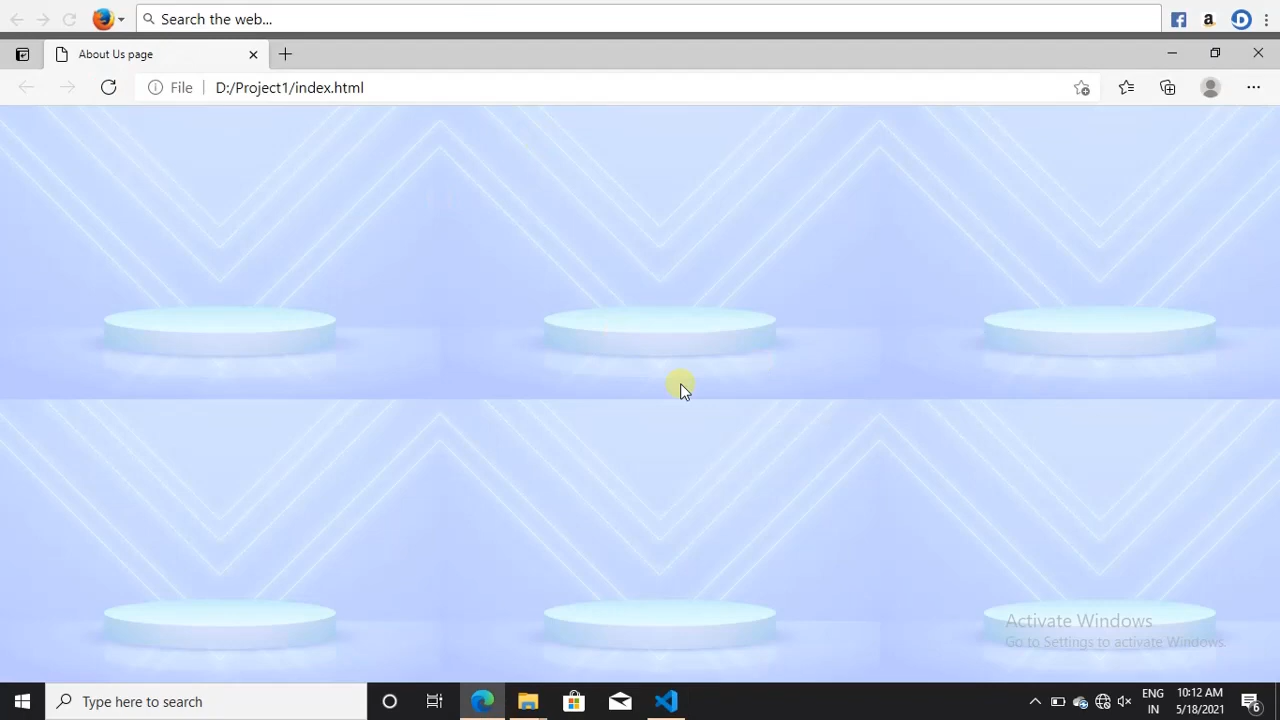 Search the web...
a
About Us page
File
D:/Project1/index.html
Activate Windows
Go to Settings to activate Windows.
Type here to search
ENG
IN
10:12 AM
5/18/2021
6